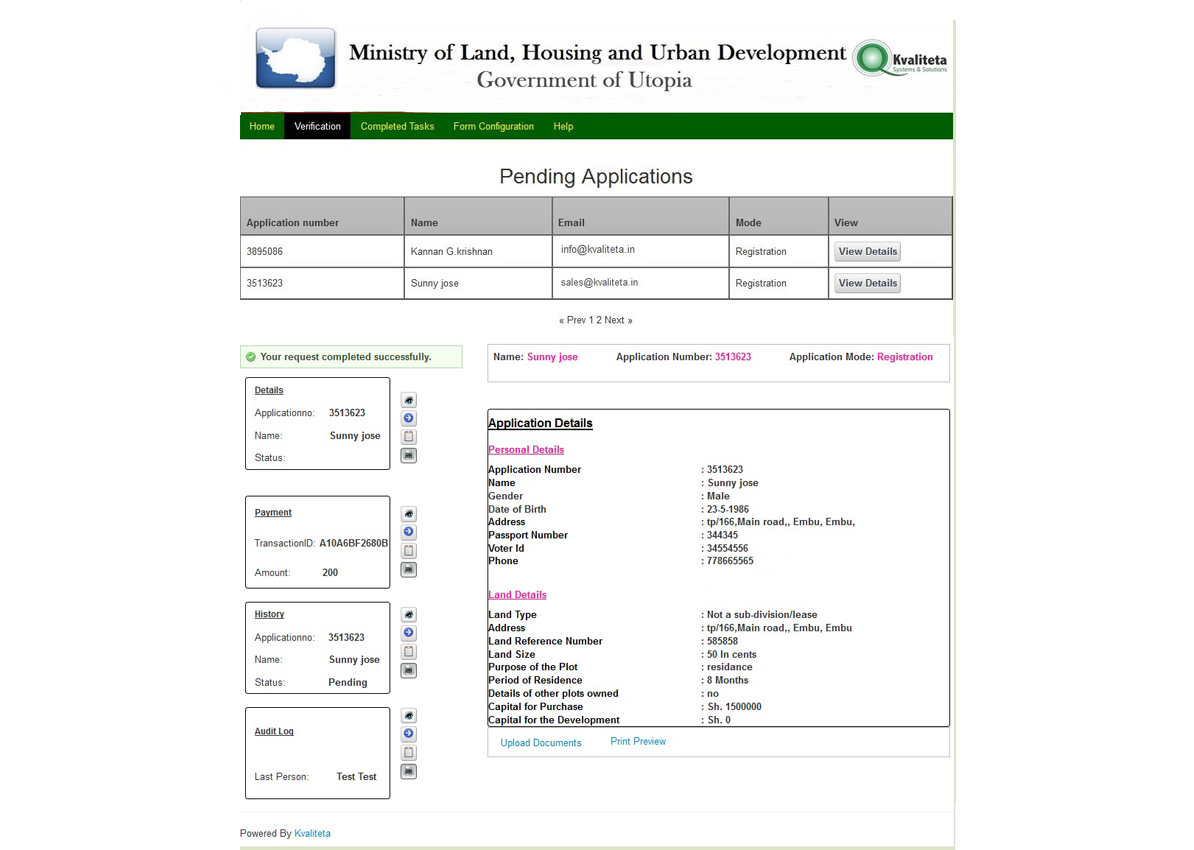 Ministry of Land, Housing and Urban Development
Government of Utopia
Kvaliteta
Systems & Solutions
Home Verification Completed Tasks Form Configuration Help
Pending Applications
Application number Name Email Mode View
3895086 Kannan G.krishnan info@kvaliteta.in Registration View Details
3513623 Sunny jose sales@kvaliteta.in Registration View Details
« Prev 1 2 Next »
Your request completed successfully.
Details
Applicationno: 3513623
Name: Sunny jose
Status:
Payment
TransactionID: A10A6BF2680B
Amount: 200
History
Applicationno: 3513623
Name: Sunny jose
Status: Pending
Audit Log
Last Person: Test Test
Name: Sunny jose Application Number: 3513623 Application Mode: Registration
Application Details
Personal Details
Application Number : 3513623
Name : Sunny jose
Gender : Male
Date of Birth : 23-5-1986
Address : tp/166,Main road,, Embu, Embu,
Passport Number : 344345
Voter Id : 34554556
Phone : 778665565
Land Details
Land Type : Not a sub-division/lease
Address : tp/166,Main road,, Embu, Embu
Land Reference Number : 585858
Land Size : 50 In cents
Purpose of the Plot : residance
Period of Residence : 8 Months
Details of other plots owned : no
Capital for Purchase : Sh. 1500000
Capital for the Development : Sh. 0
Upload Documents Print Preview
Powered By Kvaliteta